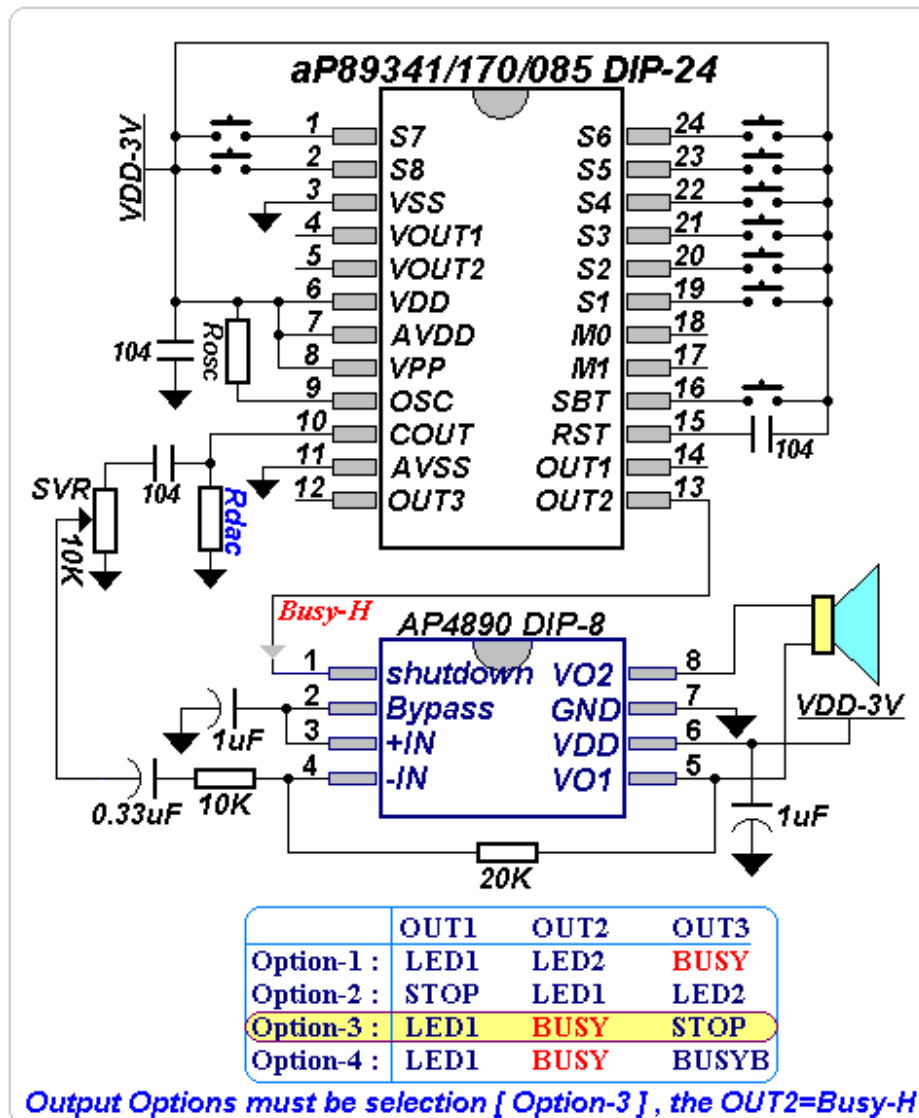 aP89341/170/085 DIP-24
VDD-3V
1 S7 S6 24
2 S8 S5 23
3 VSS S4 22
4 VOUT1 S3 21
5 VOUT2 S2 20
6 VDD S1 19
7 AVDD M0 18
8 VPP M1 17
9 OSC SBT 16
10 COUT RST 15
11 AVSS OUT1 14
12 OUT3 OUT2 13
104
Rosc
104
104
SVR
10K
Rdac
Busy-H
AP4890 DIP-8
1 shutdown VO2 8
2 Bypass GND 7
3 +IN VDD 6
4 -IN VO1 5
VDD-3V
1uF
0.33uF
10K
1uF
20K
OUT1 OUT2 OUT3
Option-1 : LED1 LED2 BUSY
Option-2 : STOP LED1 LED2
Option-3 : LED1 BUSY STOP
Option-4 : LED1 BUSY BUSYB
Output Options must be selection [ Option-3 ] , the OUT2=Busy-H